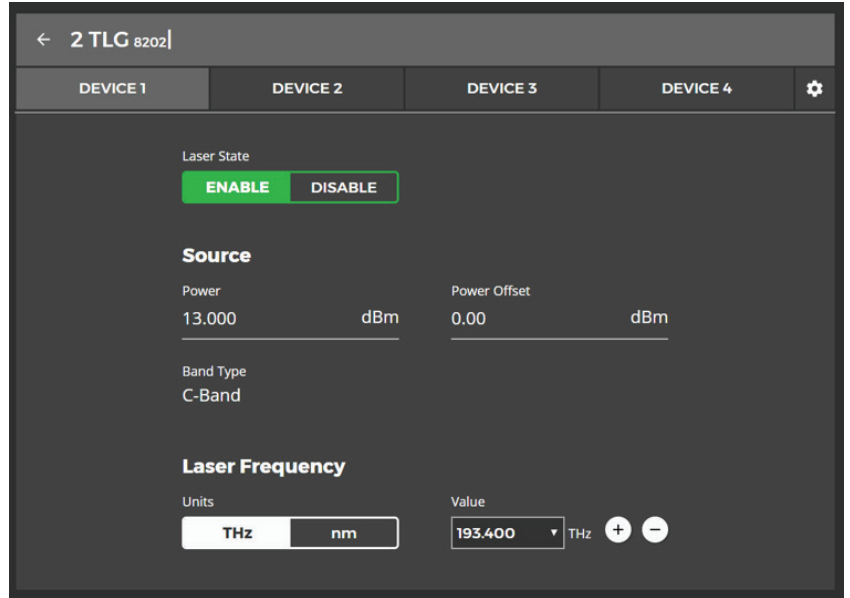 2 TLG 8202
DEVICE 1 DEVICE 2 DEVICE 3 DEVICE 4
Laser State
ENABLE DISABLE
Source
Power Power Offset
13.000 dBm 0.00 dBm
Band Type
C-Band
Laser Frequency
Units Value
THz nm 193.400 THz + −